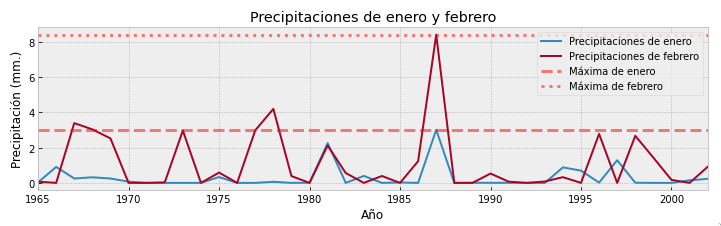 Precipitaciones de enero y febrero
Precipitación (mm.)
8
6
4
2
0
Precipitaciones de enero
Precipitaciones de febrero
Máxima de enero
Máxima de febrero
1965 1970 1975 1980 1985 1990 1995 2000
Año